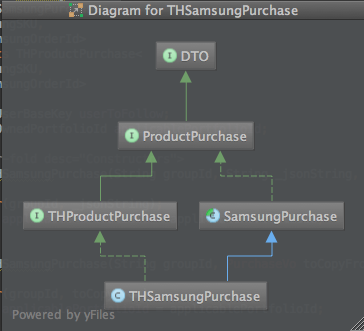 Diagram for THSamsungPurchase
I DTO
I ProductPurchase
I THProductPurchase
C SamsungPurchase
C THSamsungPurchase
Powered by yFiles